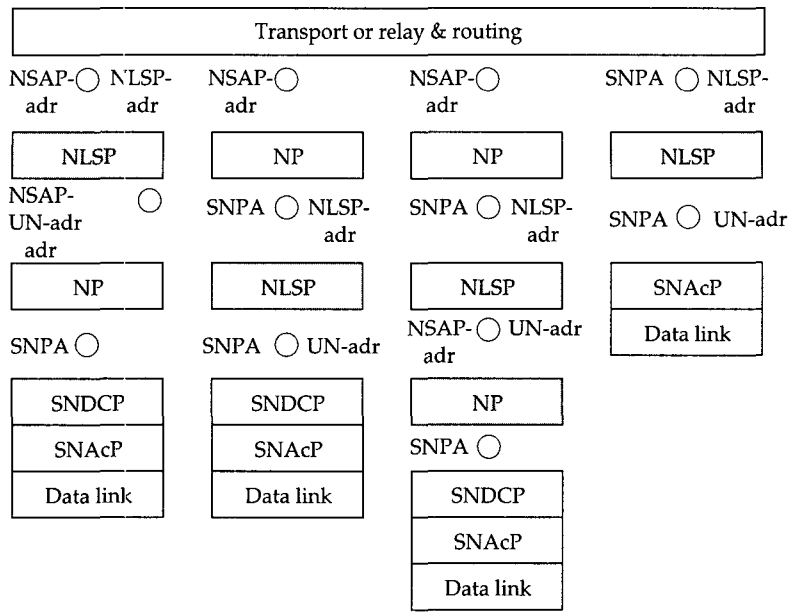 Transport or relay & routing
NSAP- NLSP- NSAP- NSAP- SNPA NLSP-
adr adr adr adr adr
NLSP NP NP NLSP
NSAP-
UN-adr SNPA NLSP- SNPA NLSP- SNPA UN-adr
adr adr adr
NP NLSP NLSP SNAcP
SNPA SNPA UN-adr NSAP- UN-adr Data link
adr
SNDCP SNDCP NP
SNAcP SNAcP SNPA
Data link Data link SNDCP
SNAcP
Data link